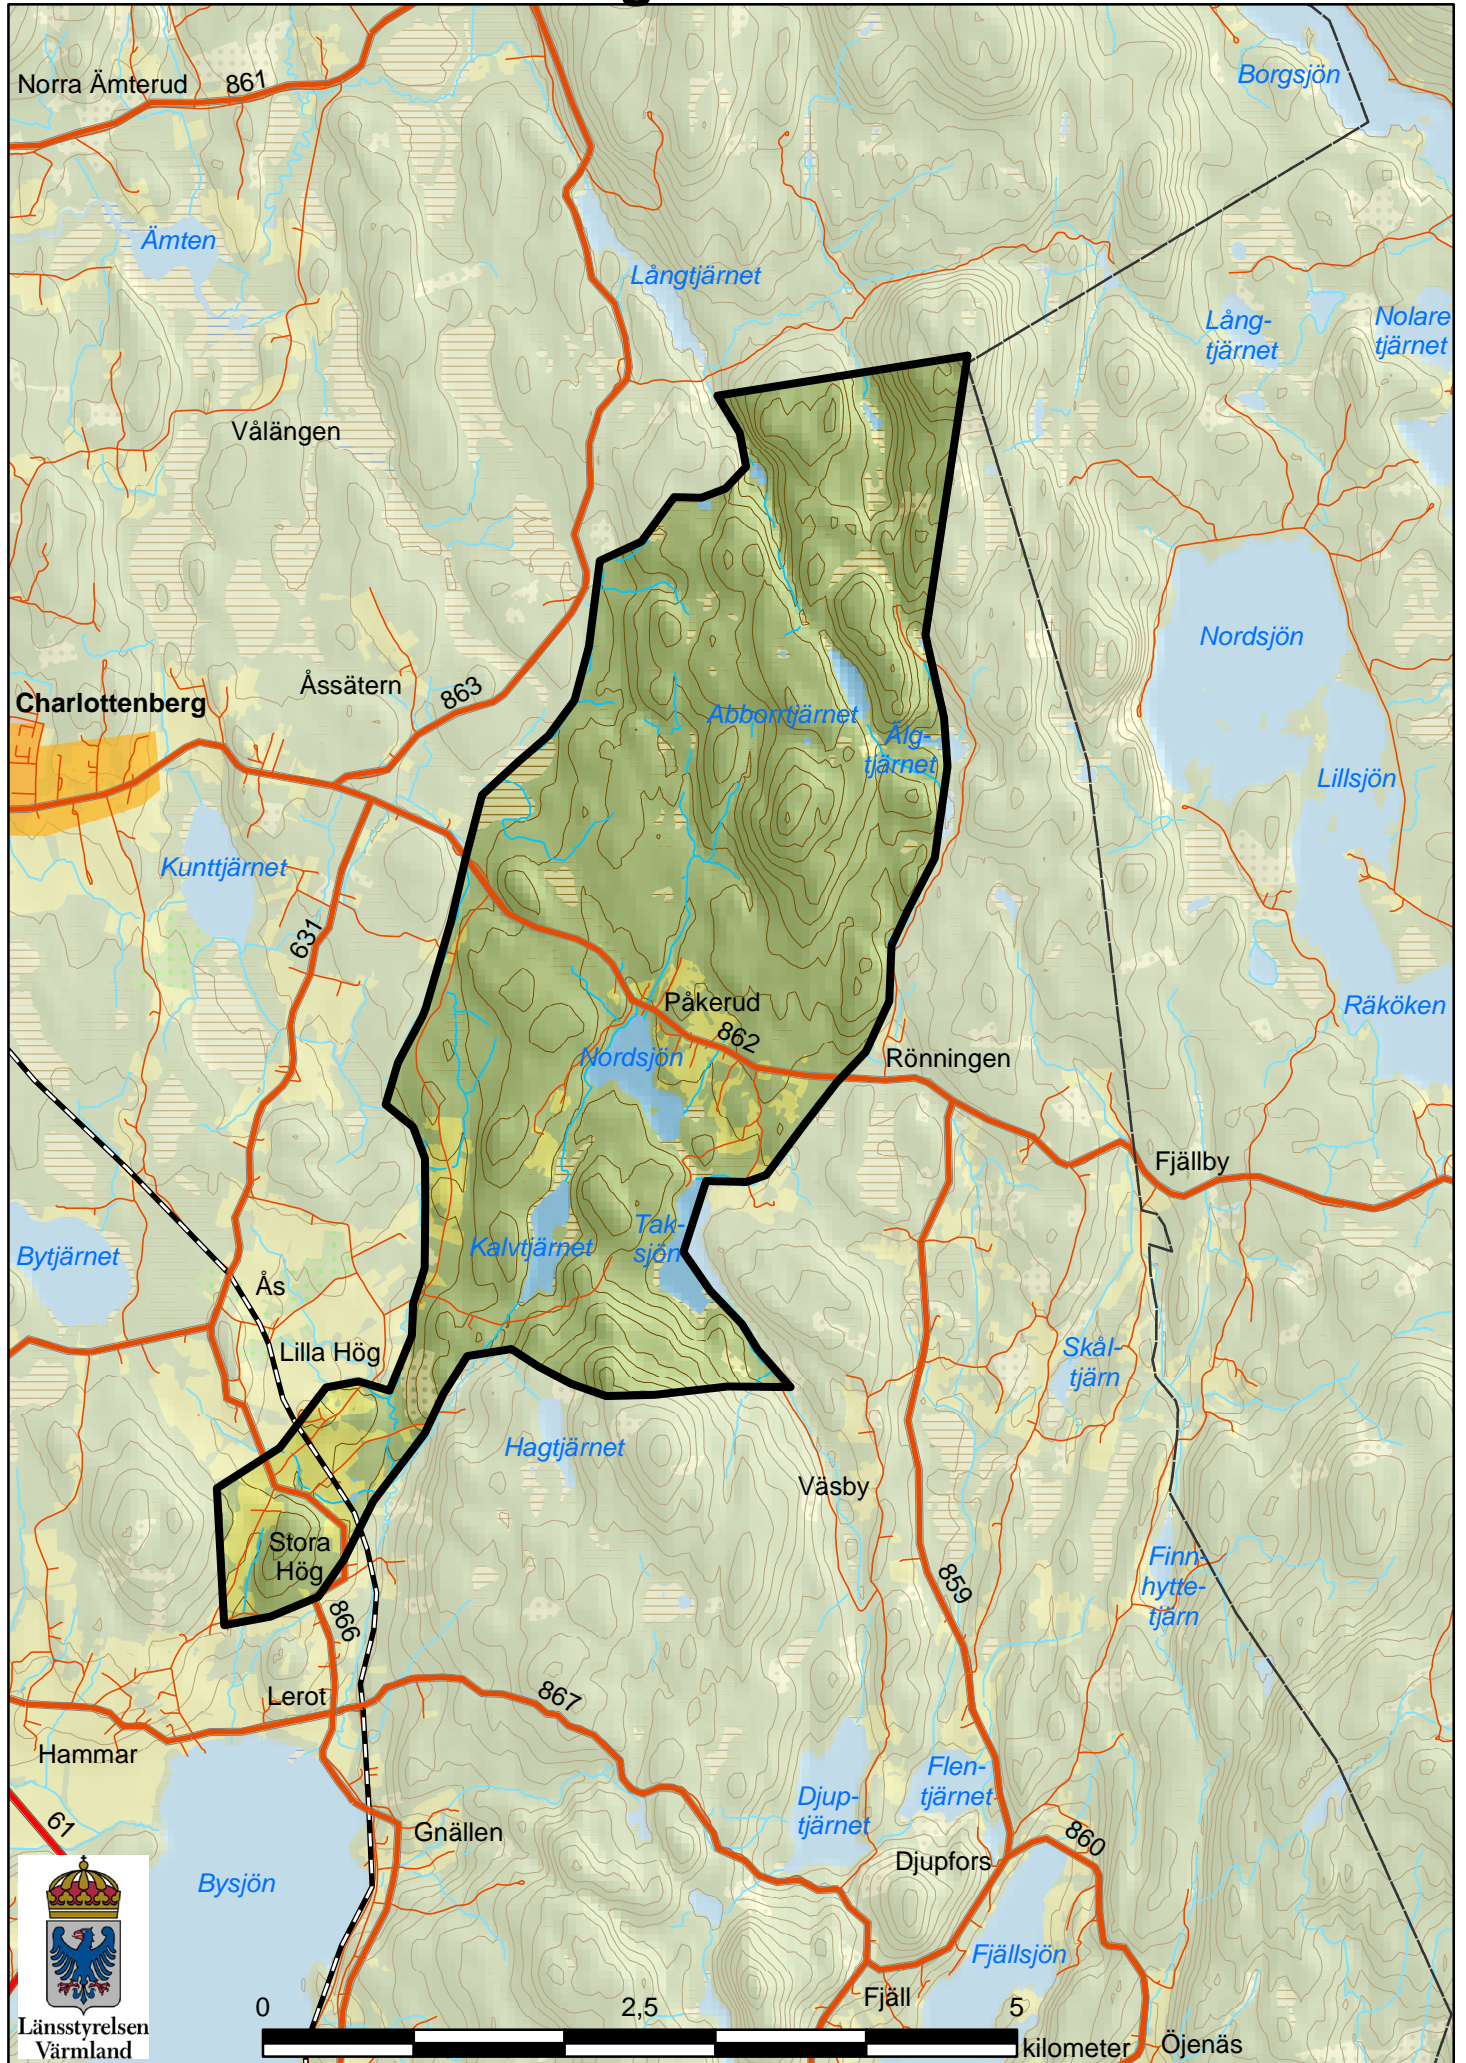 Norra Ämterud
861
Borgsjön
Ämten
Långtjärnet
Lång-
tjärnet
Nolare
tjärnet
Vålängen
Nordsjön
Åssätern
863
Charlottenberg
Abborrtjärnet
Älg-
tjärnet
Lillsjön
Kunttjärnet
631
Påkerud
862
Räköken
Nordsjön
Rönningen
Fjällby
Bytjärnet
Kalvtjärnet
Tak-
sjön
Ås
Lilla Hög
Skål-
tjärn
Hagtjärnet
Väsby
Stora
Hög
866
859
Finn-
hytte-
tjärn
Lerot
867
Hammar
61
Gnällen
Djup-
tjärnet
Flen-
tjärnet
860
Djupfors
Bysjön
Fjällsjön
Fjäll
Länsstyrelsen
Värmland
0
2,5
5
kilometer
Öjenäs